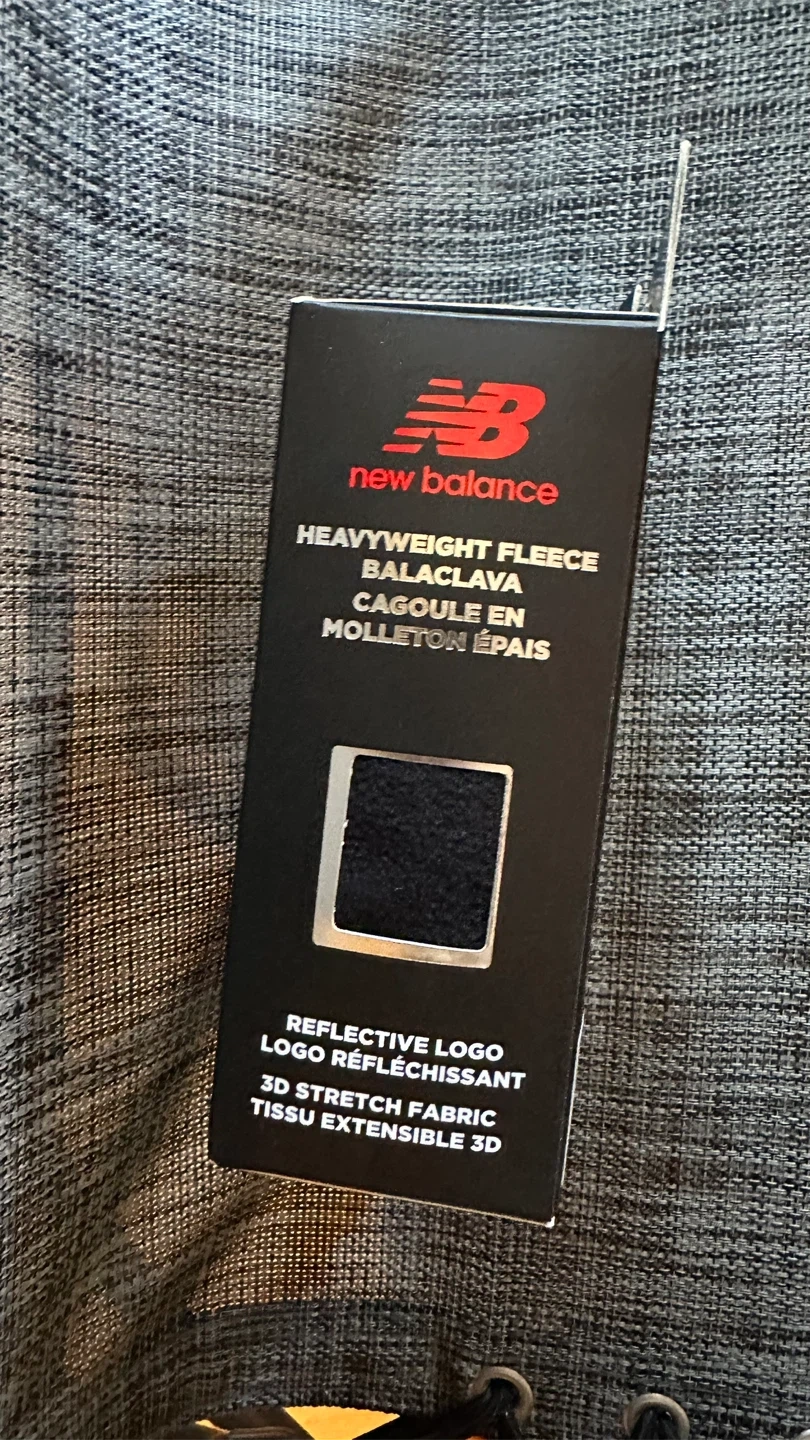 NB
new balance
HEAVYWEIGHT FLEECE
BALACLAVA
CAGOULE EN
MOLLETON ÉPAIS
REFLECTIVE LOGO
LOGO RÉFLÉCHISSANT
3D STRETCH FABRIC
TISSU EXTENSIBLE 3D